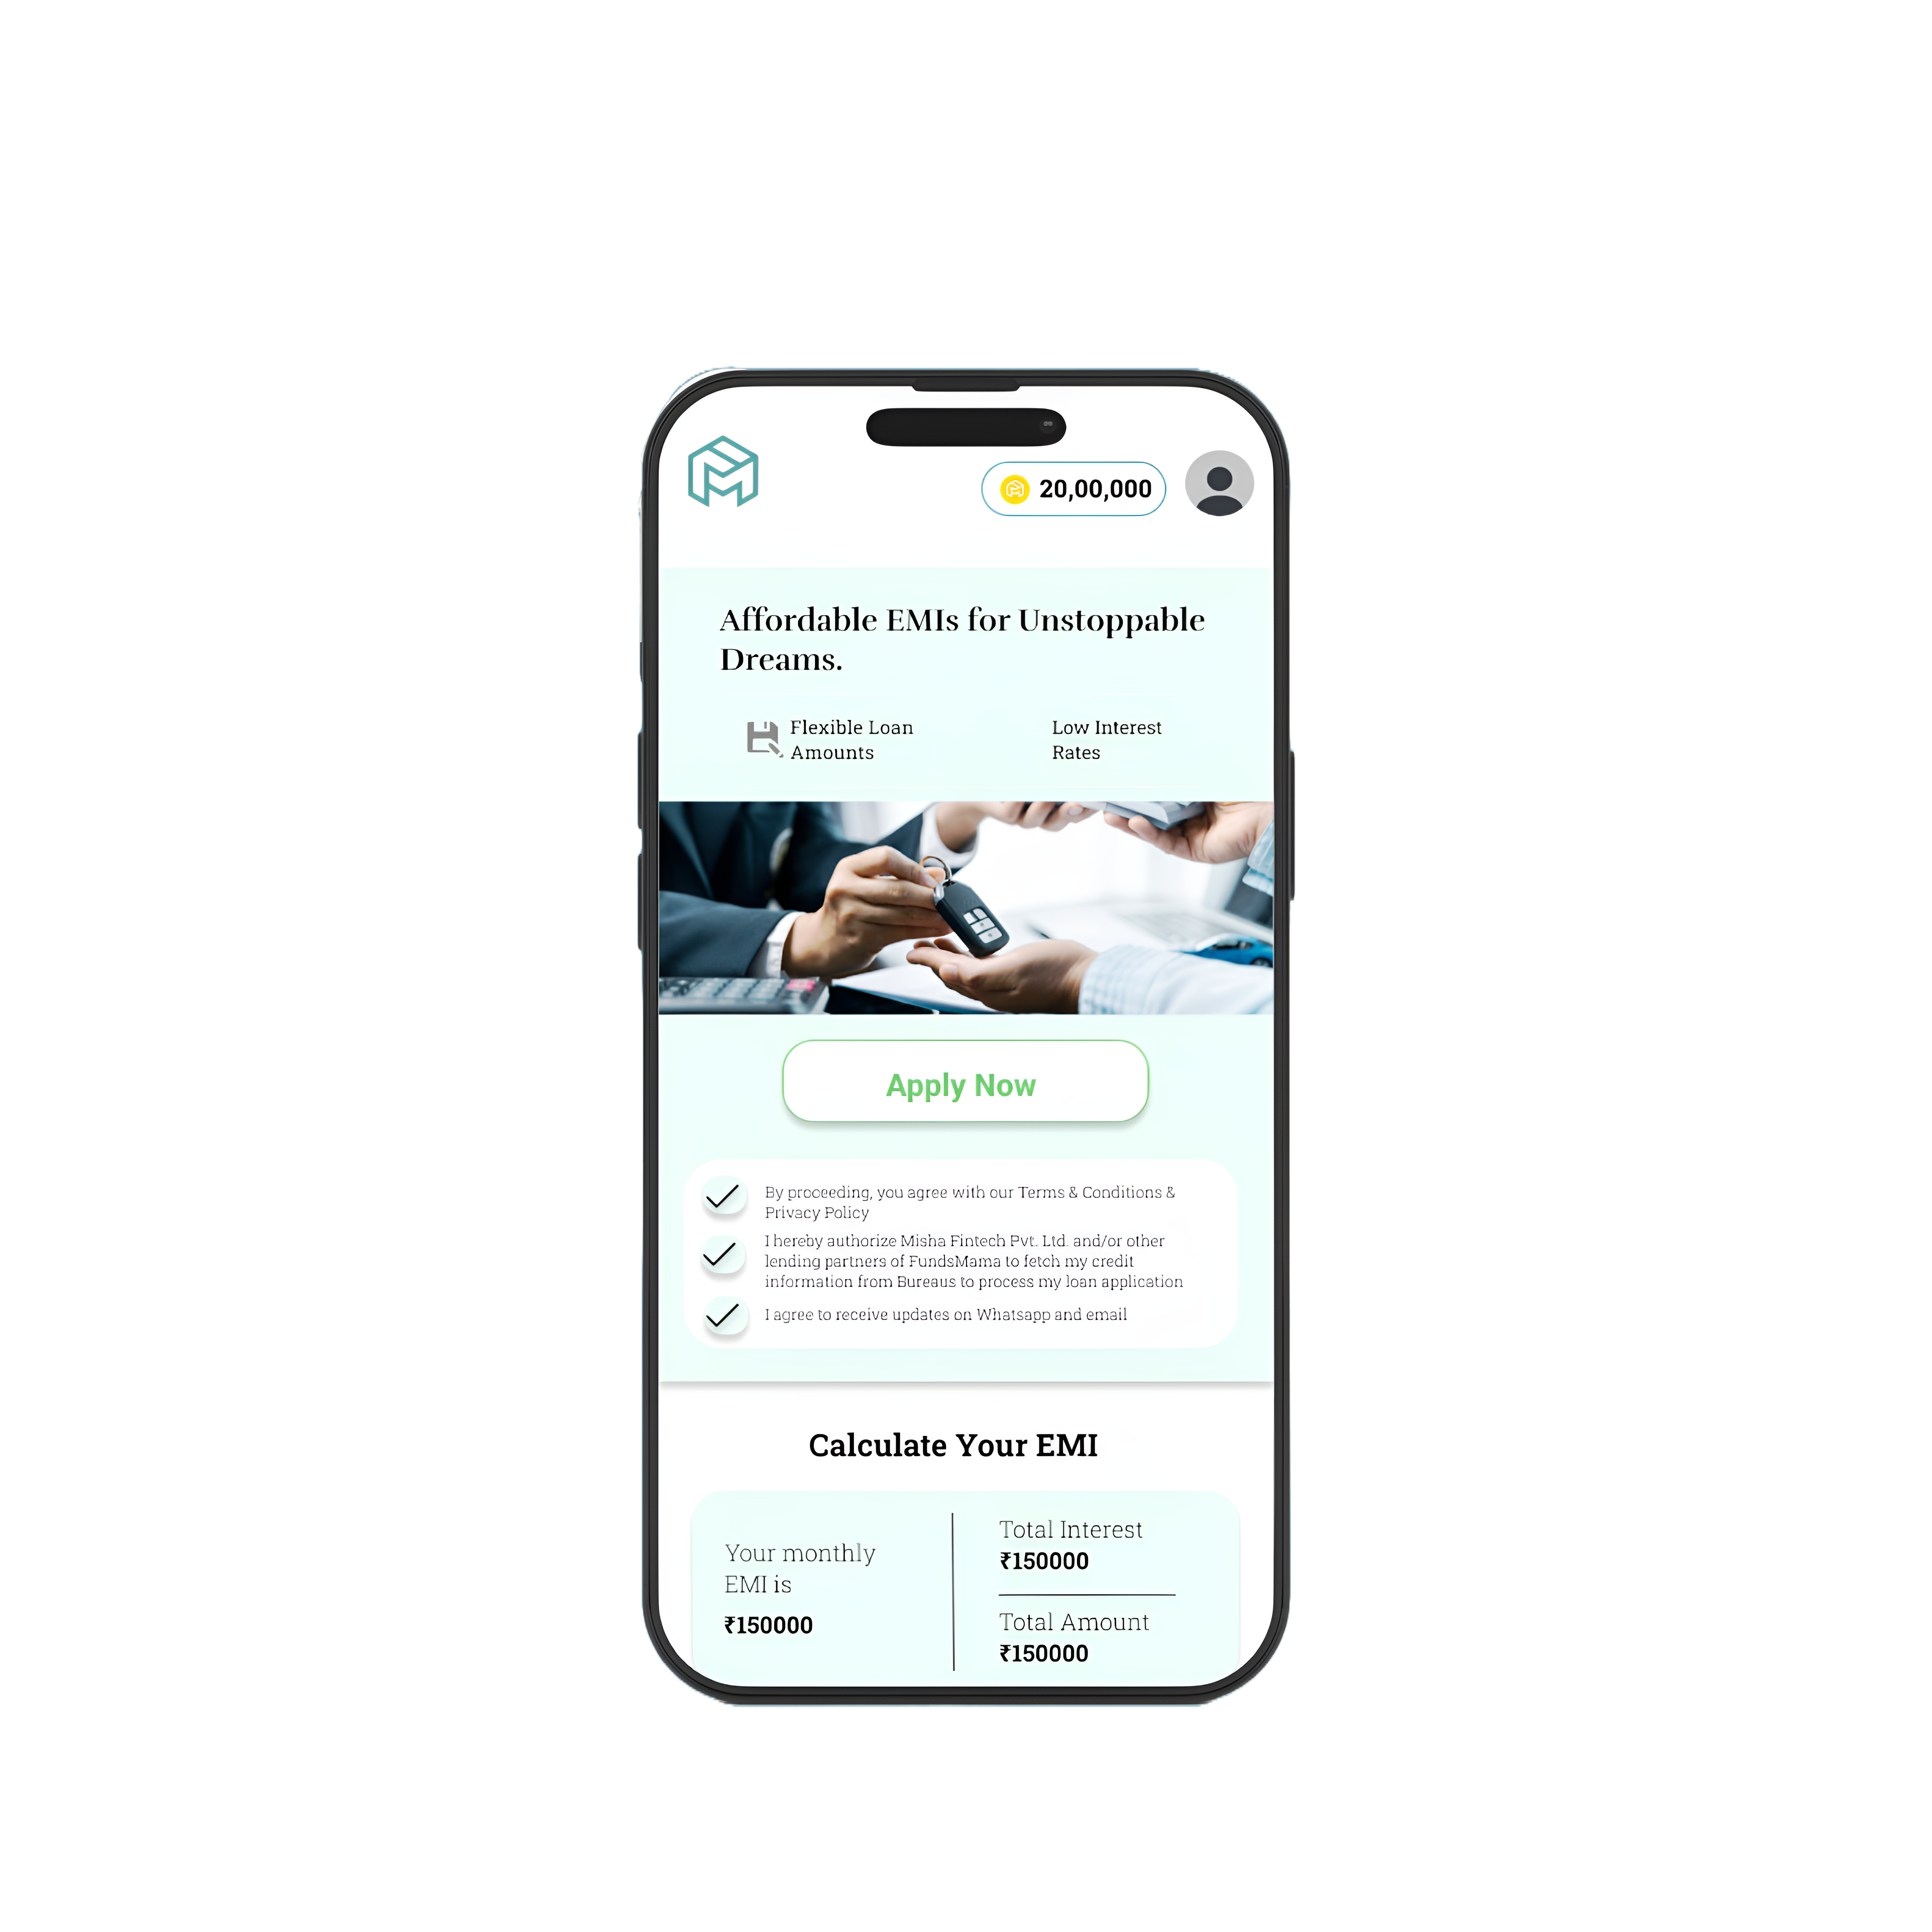 20,00,000
Affordable EMIs for Unstoppable
Dreams.
Flexible Loan
Amounts
Low Interest
Rates
Apply Now
By proceeding, you agree with our Terms & Conditions &
Privacy Policy
I hereby authorize Misha Fintech Pvt. Ltd. and/or other
lending partners of FundsMama to fetch my credit
information from Bureaus to process my loan application
I agree to receive updates on Whatsapp and email
Calculate Your EMI
Your monthly
EMI is
₹150000
Total Interest
₹150000
Total Amount
₹150000